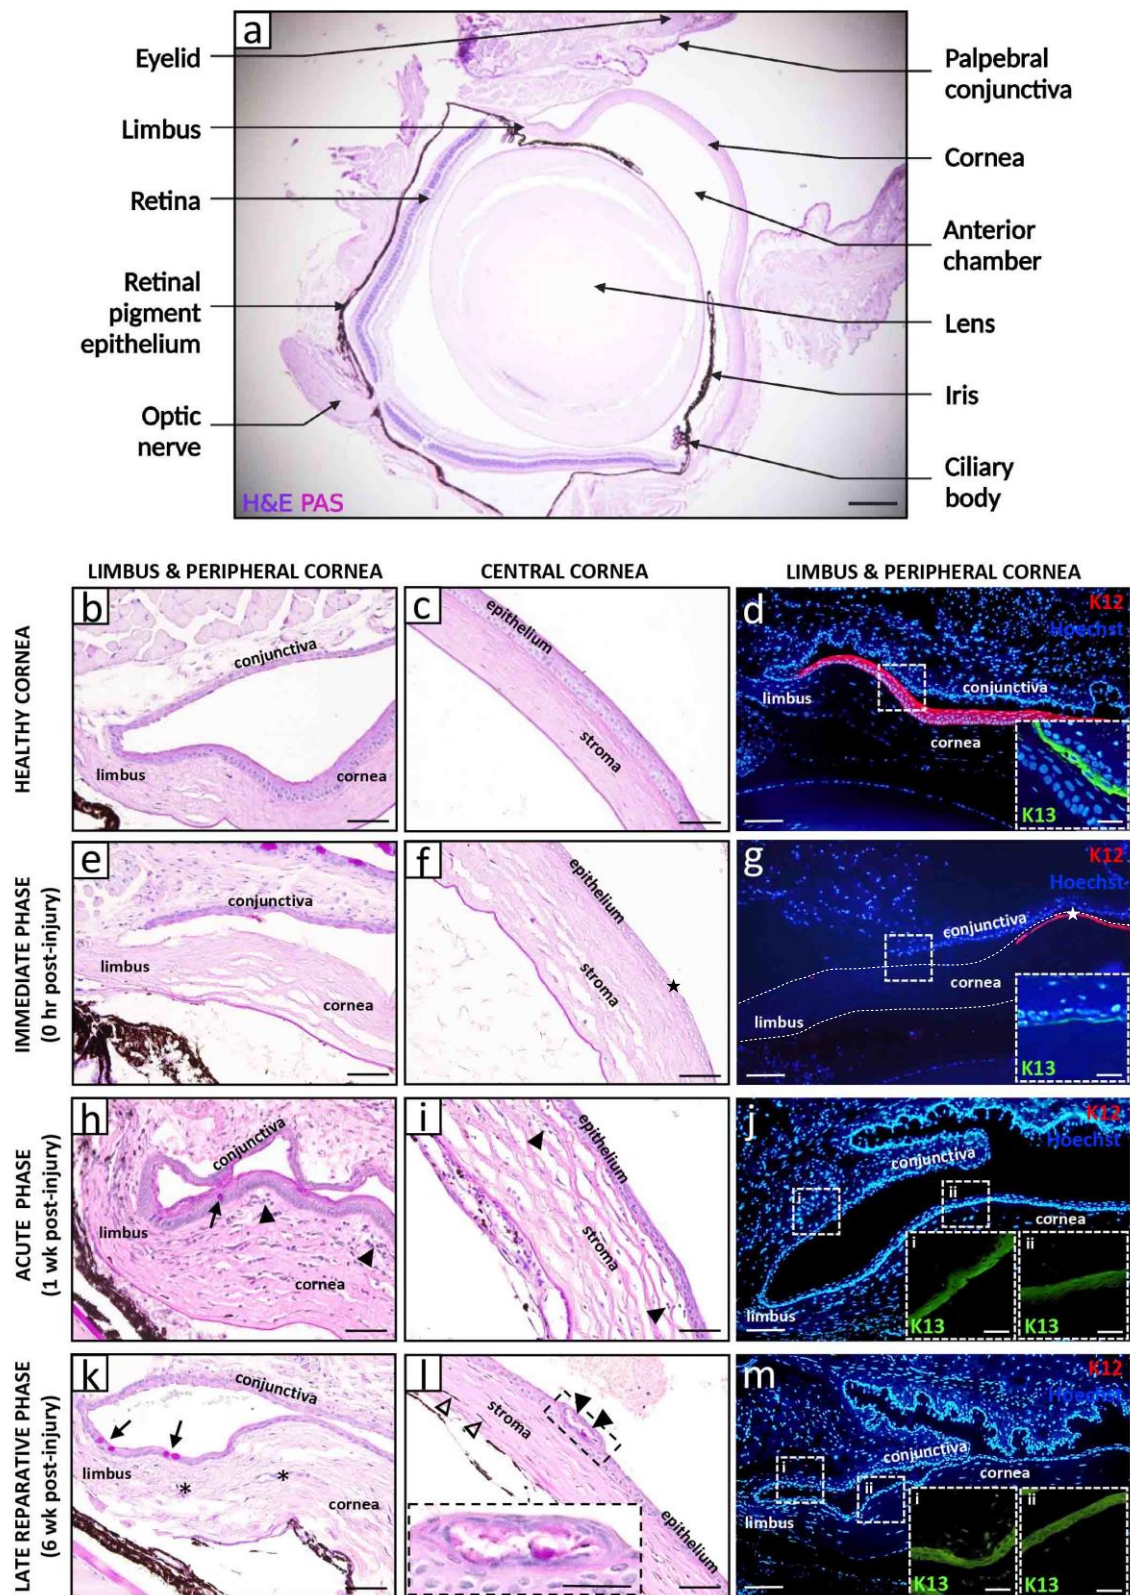 a
Eyelid
Palpebral
conjunctiva
Limbus
Cornea
Retina
Anterior
chamber
Retinal
pigment
epithelium
Lens
Iris
Optic
nerve
Ciliary
body
H&E PAS
LIMBUS & PERIPHERAL CORNEA
CENTRAL CORNEA
LIMBUS & PERIPHERAL CORNEA
HEALTHY CORNEA
b
conjunctiva
limbus
cornea
c
epithelium
stroma
d
K12
Hoechst
limbus
conjunctiva
cornea
K13
IMMEDIATE PHASE
(0 hr post-injury)
e
conjunctiva
limbus
cornea
f
epithelium
stroma
g
K12
Hoechst
conjunctiva
cornea
limbus
K13
ACUTE PHASE
(1 wk post-injury)
h
conjunctiva
limbus
cornea
i
epithelium
stroma
j
K12
Hoechst
conjunctiva
i
ii
cornea
limbus
i
K13
ii
K13
LATE REPARATIVE PHASE
(6 wk post-injury)
k
conjunctiva
limbus
*
*
cornea
l
stroma
epithelium
m
K12
Hoechst
conjunctiva
cornea
i
ii
limbus
i
K13
ii
K13